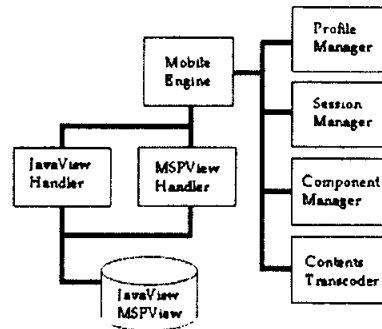 Profile
Manager
Mobile
Engine
Session
Manager
JavaView
Handler
MSPView
Handler
Component
Manager
Contents
Transcoder
JavaView
MSPView